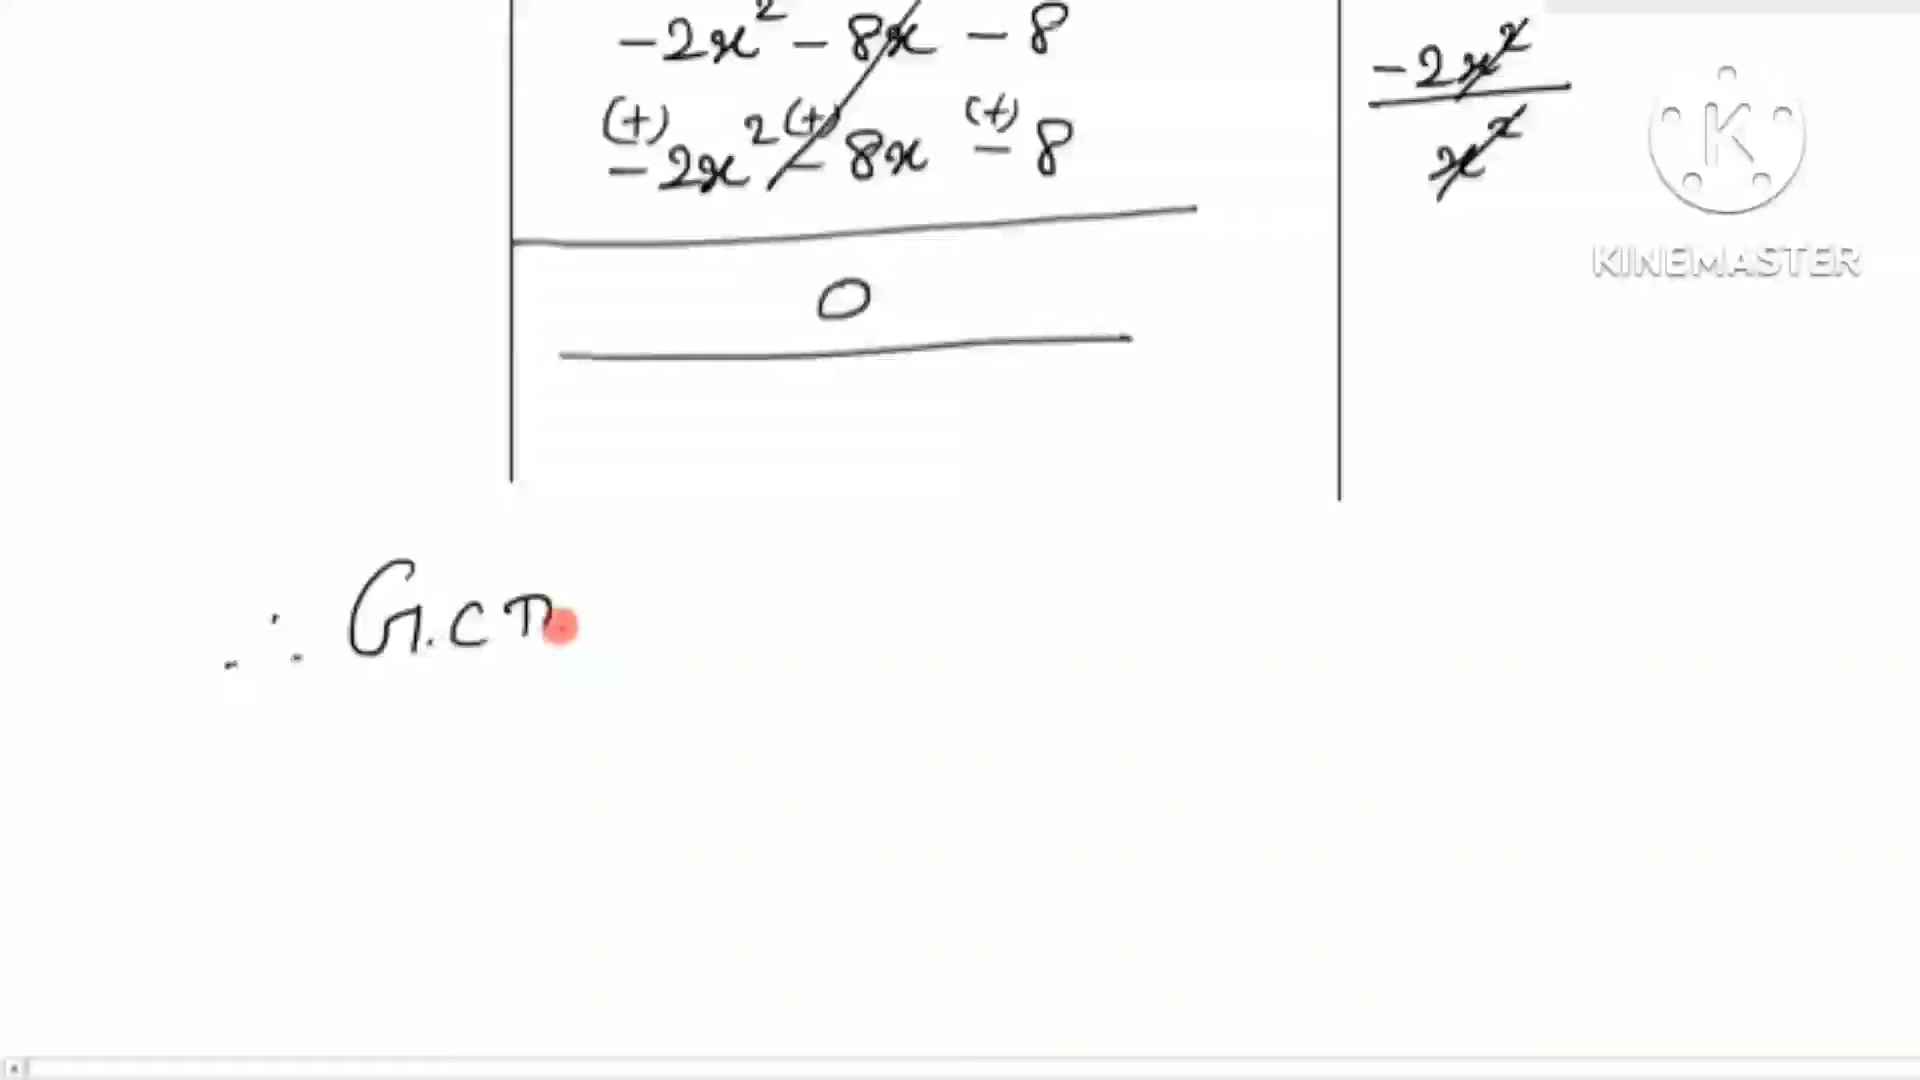 -2x² - 8x - 8
(+) (+) (+)
-2x² - 8x - 8
0
-2x²
x²
K
KINEMASTER
∴ G.C